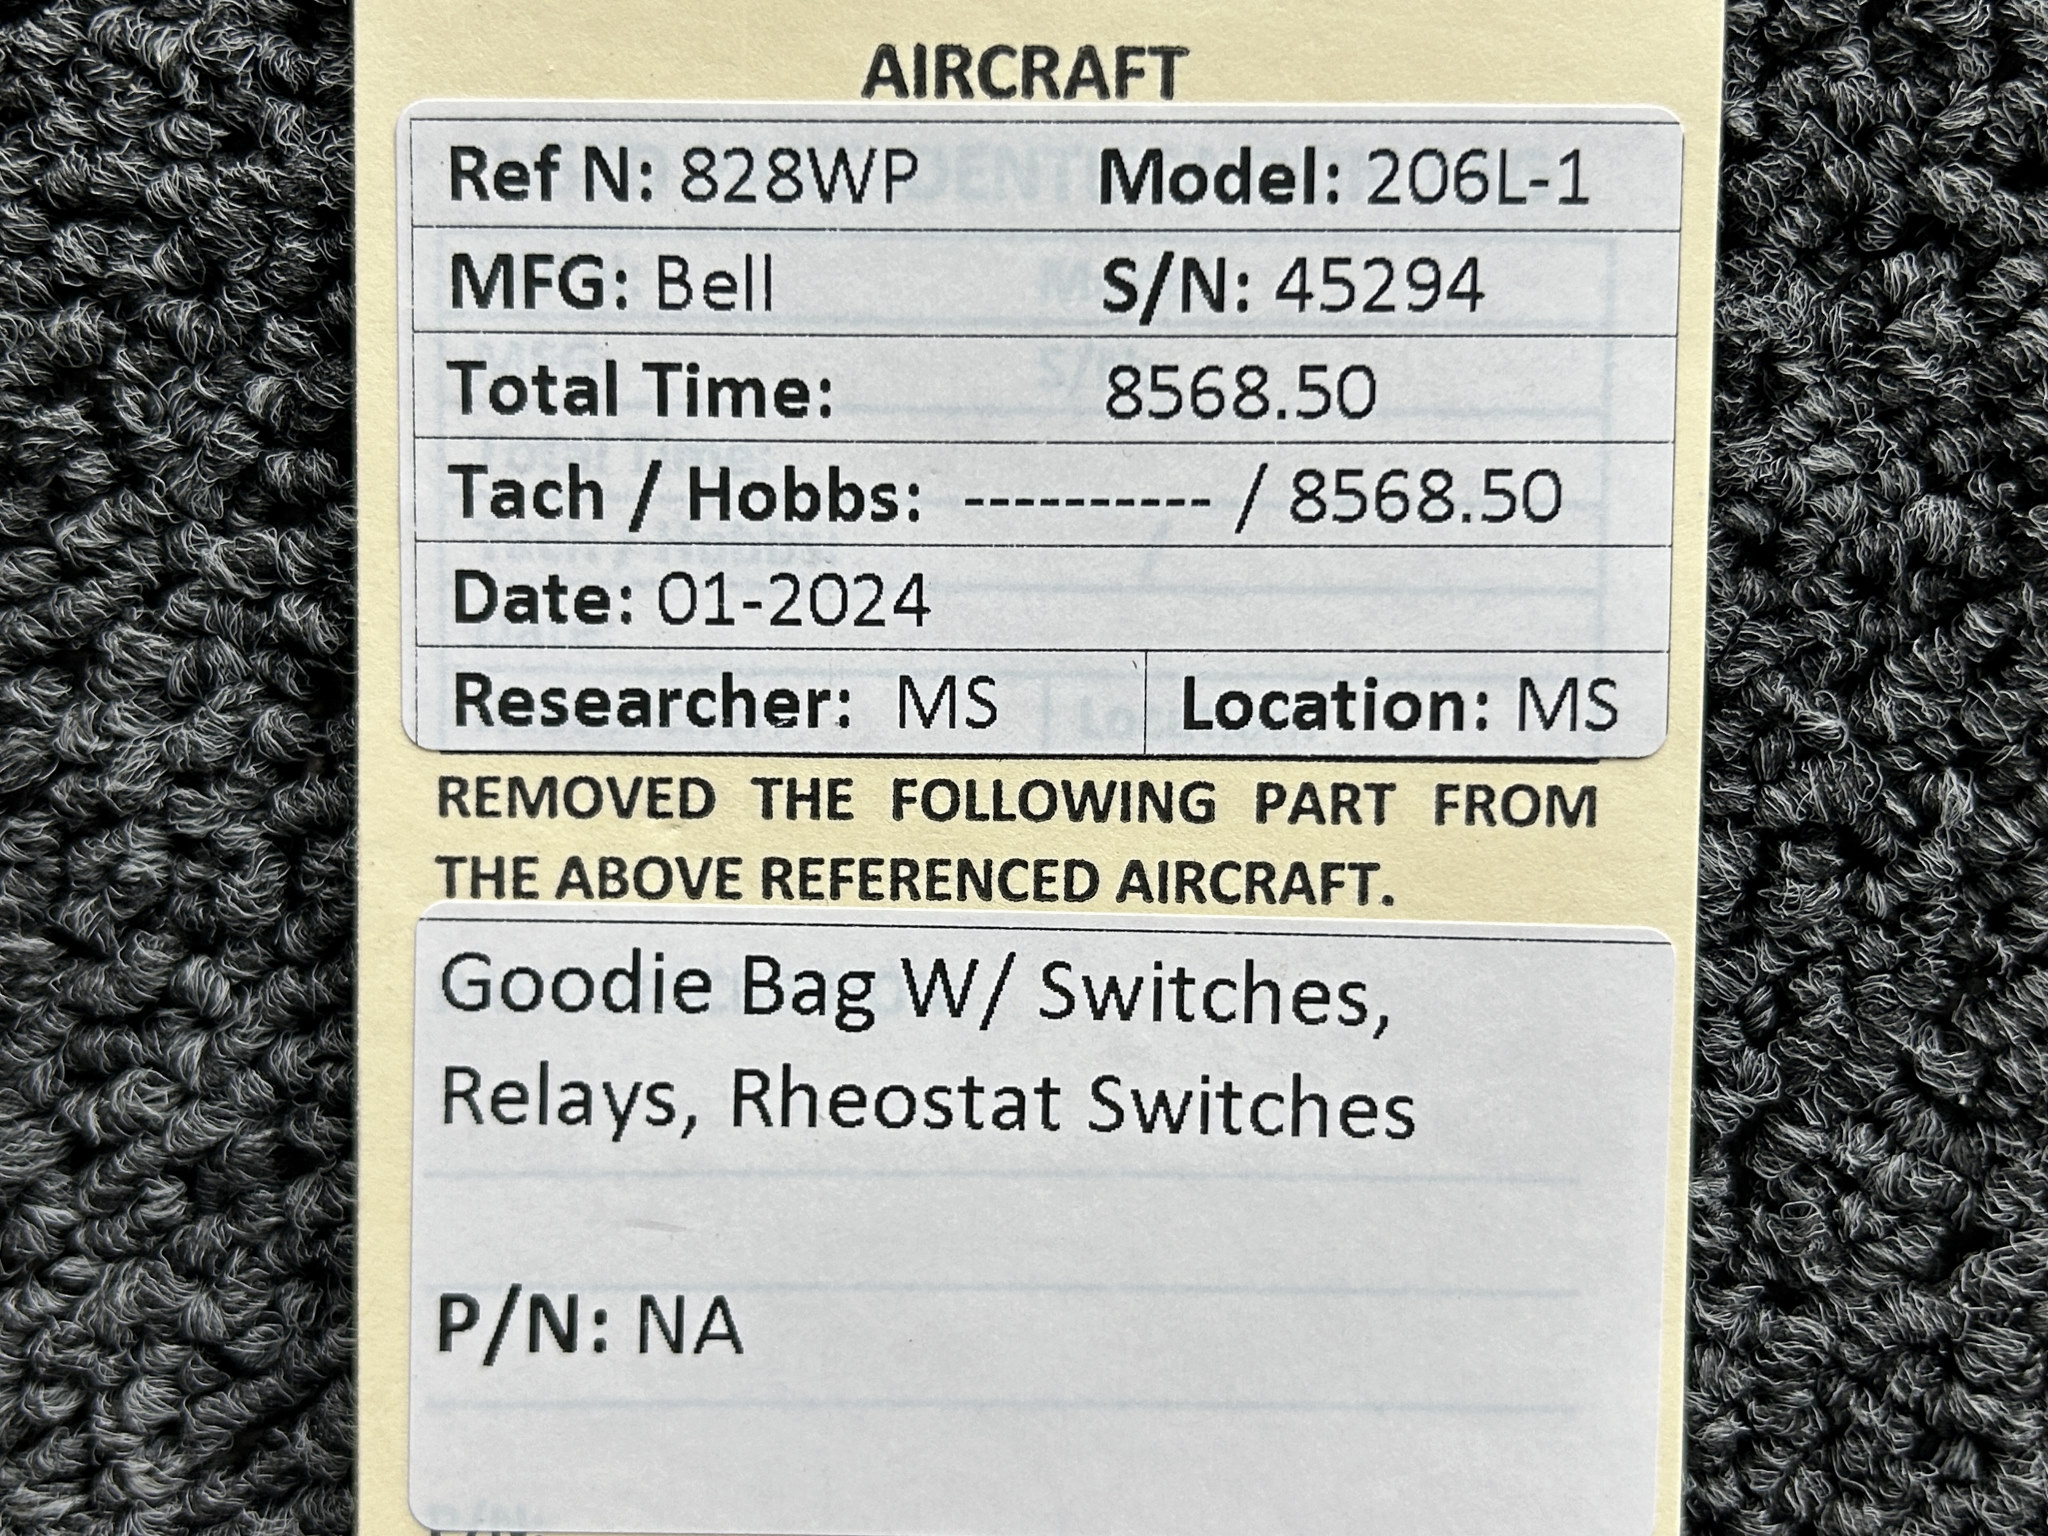 AIRCRAFT
Ref N: 828WP Model: 206L-1
MFG: Bell S/N: 45294
Total Time: 8568.50
Tach / Hobbs: ---------- / 8568.50
Date: 01-2024
Researcher: MS Location: MS
REMOVED THE FOLLOWING PART FROM
THE ABOVE REFERENCED AIRCRAFT.
Goodie Bag W/ Switches,
Relays, Rheostat Switches
P/N: NA